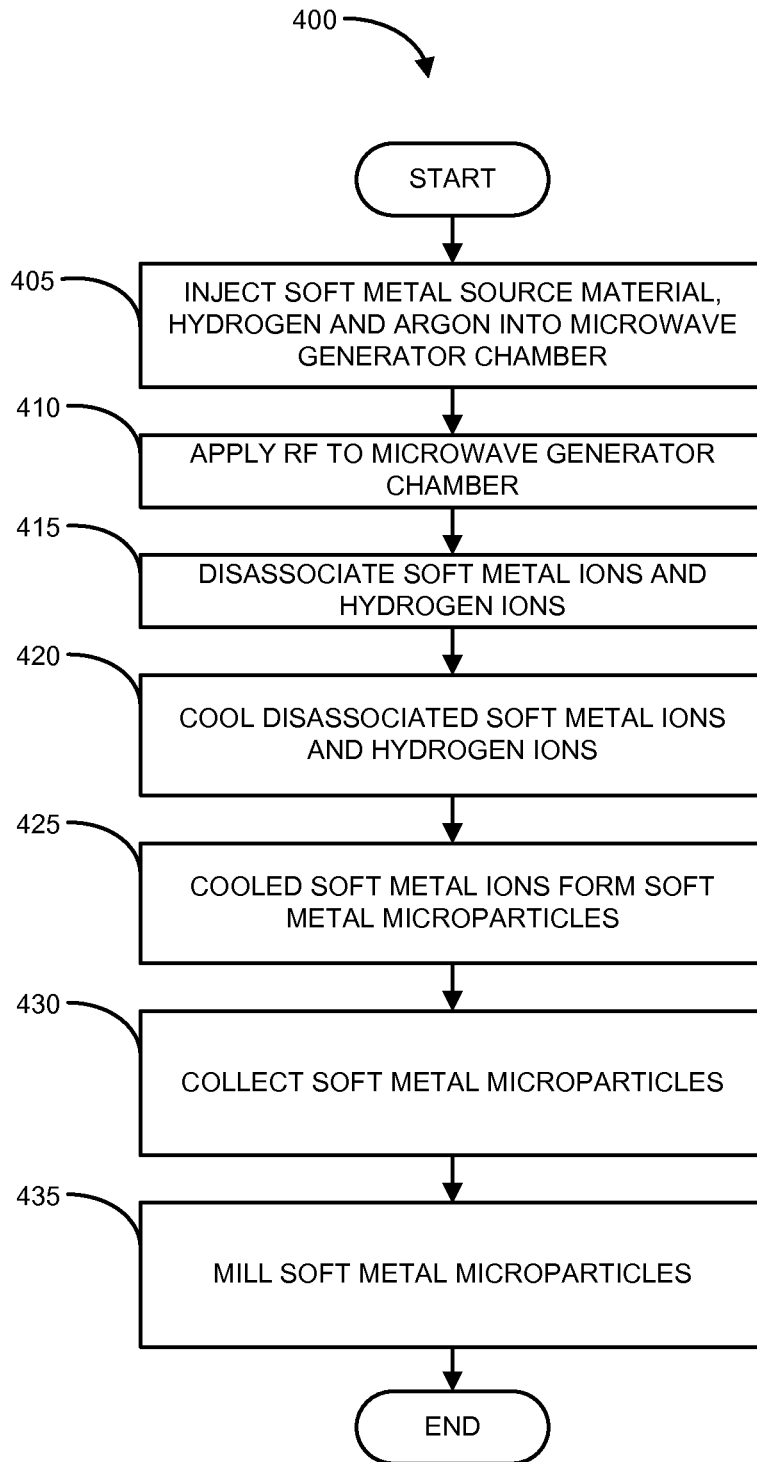 400
START
405
INJECT SOFT METAL SOURCE MATERIAL,
HYDROGEN AND ARGON INTO MICROWAVE
GENERATOR CHAMBER
410
APPLY RF TO MICROWAVE GENERATOR
CHAMBER
415
DISASSOCIATE SOFT METAL IONS AND
HYDROGEN IONS
420
COOL DISASSOCIATED SOFT METAL IONS
AND HYDROGEN IONS
425
COOLED SOFT METAL IONS FORM SOFT
METAL MICROPARTICLES
430
COLLECT SOFT METAL MICROPARTICLES
435
MILL SOFT METAL MICROPARTICLES
END